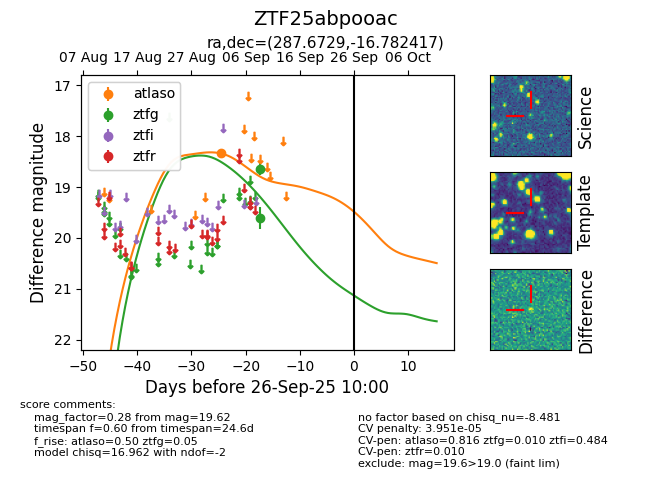 ZTF25abpooac
ra,dec=(287.6729,-16.782417)
07 Aug 17 Aug 27 Aug 06 Sep 16 Sep 26 Sep 06 Oct
17
18
19
20
21
22
Difference magnitude
atlaso
ztfg
ztfi
ztfr
−50 −40 −30 −20 −10 0 10
Days before 26-Sep-25 10:00
Science
Template
Difference
score comments:
mag_factor=0.28 from mag=19.62
timespan f=0.60 from timespan=24.6d
f_rise: atlaso=0.50 ztfg=0.05
model chisq=16.962 with ndof=-2
no factor based on chisq_nu=-8.481
CV penalty: 3.951e-05
CV-pen: atlaso=0.816 ztfg=0.010 ztfi=0.484
CV-pen: ztfr=0.010
exclude: mag=19.6>19.0 (faint lim)